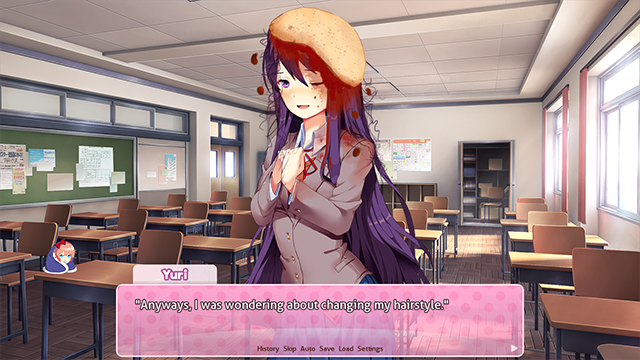 Yuri
"Anyways, I was wondering about changing my hairstyle."
History Skip Auto Save Load Settings